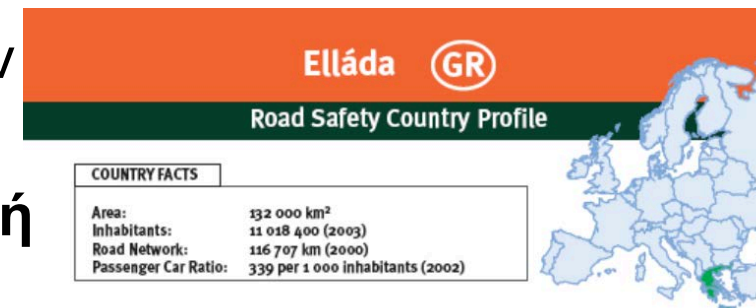 Elláda GR
Road Safety Country Profile
ή
COUNTRY FACTS
Area: 132 000 km²
Inhabitants: 11 018 400 (2003)
Road Network: 116 707 km (2000)
Passenger Car Ratio: 339 per 1 000 inhabitants (2002)